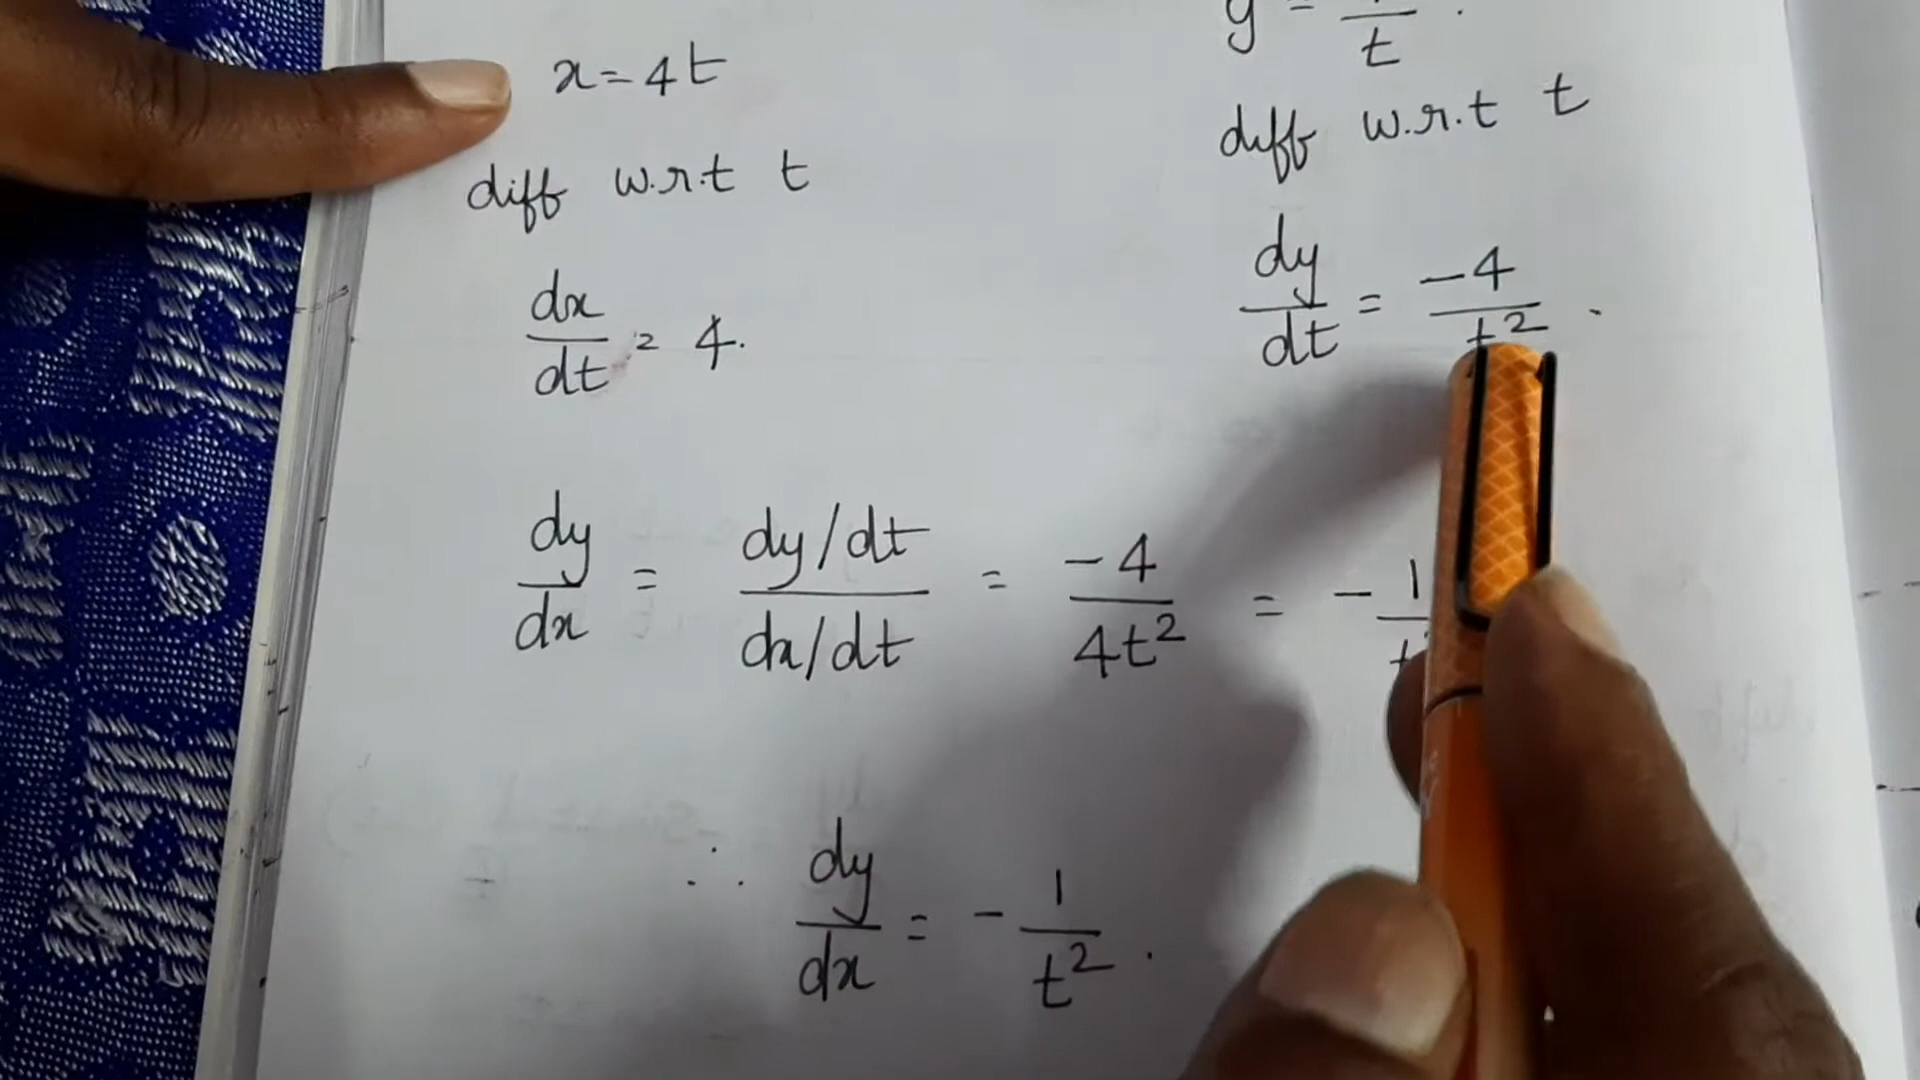 x = 4t
diff w.r.t t
dx/dt = 4.
y = /t .
diff w.r.t t
dy/dt = -4/t² .
dy/dx = dy/dt / dx/dt = -4/4t² = -1/t
∴ dy/dx = -1/t² .